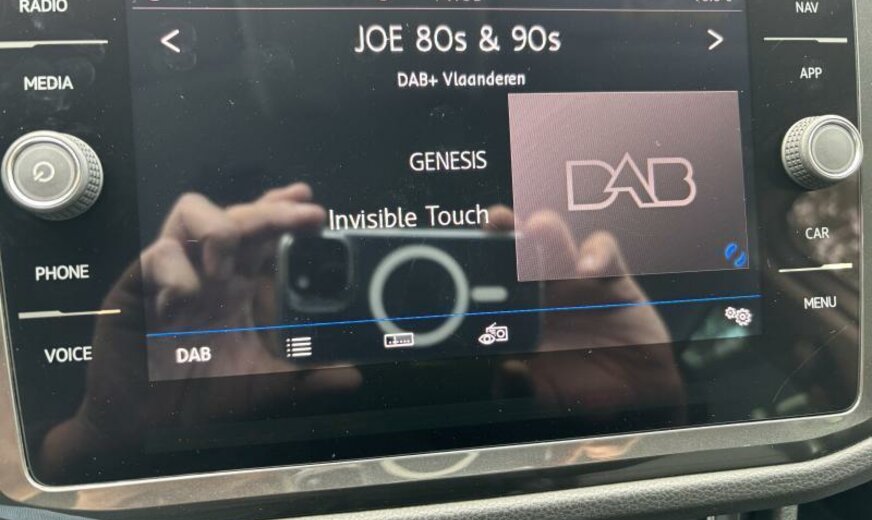 RADIO
NAV
JOE 80s & 90s
DAB+ Vlaanderen
MEDIA
APP
GENESIS
DAB
Invisible Touch
CAR
PHONE
MENU
VOICE
DAB